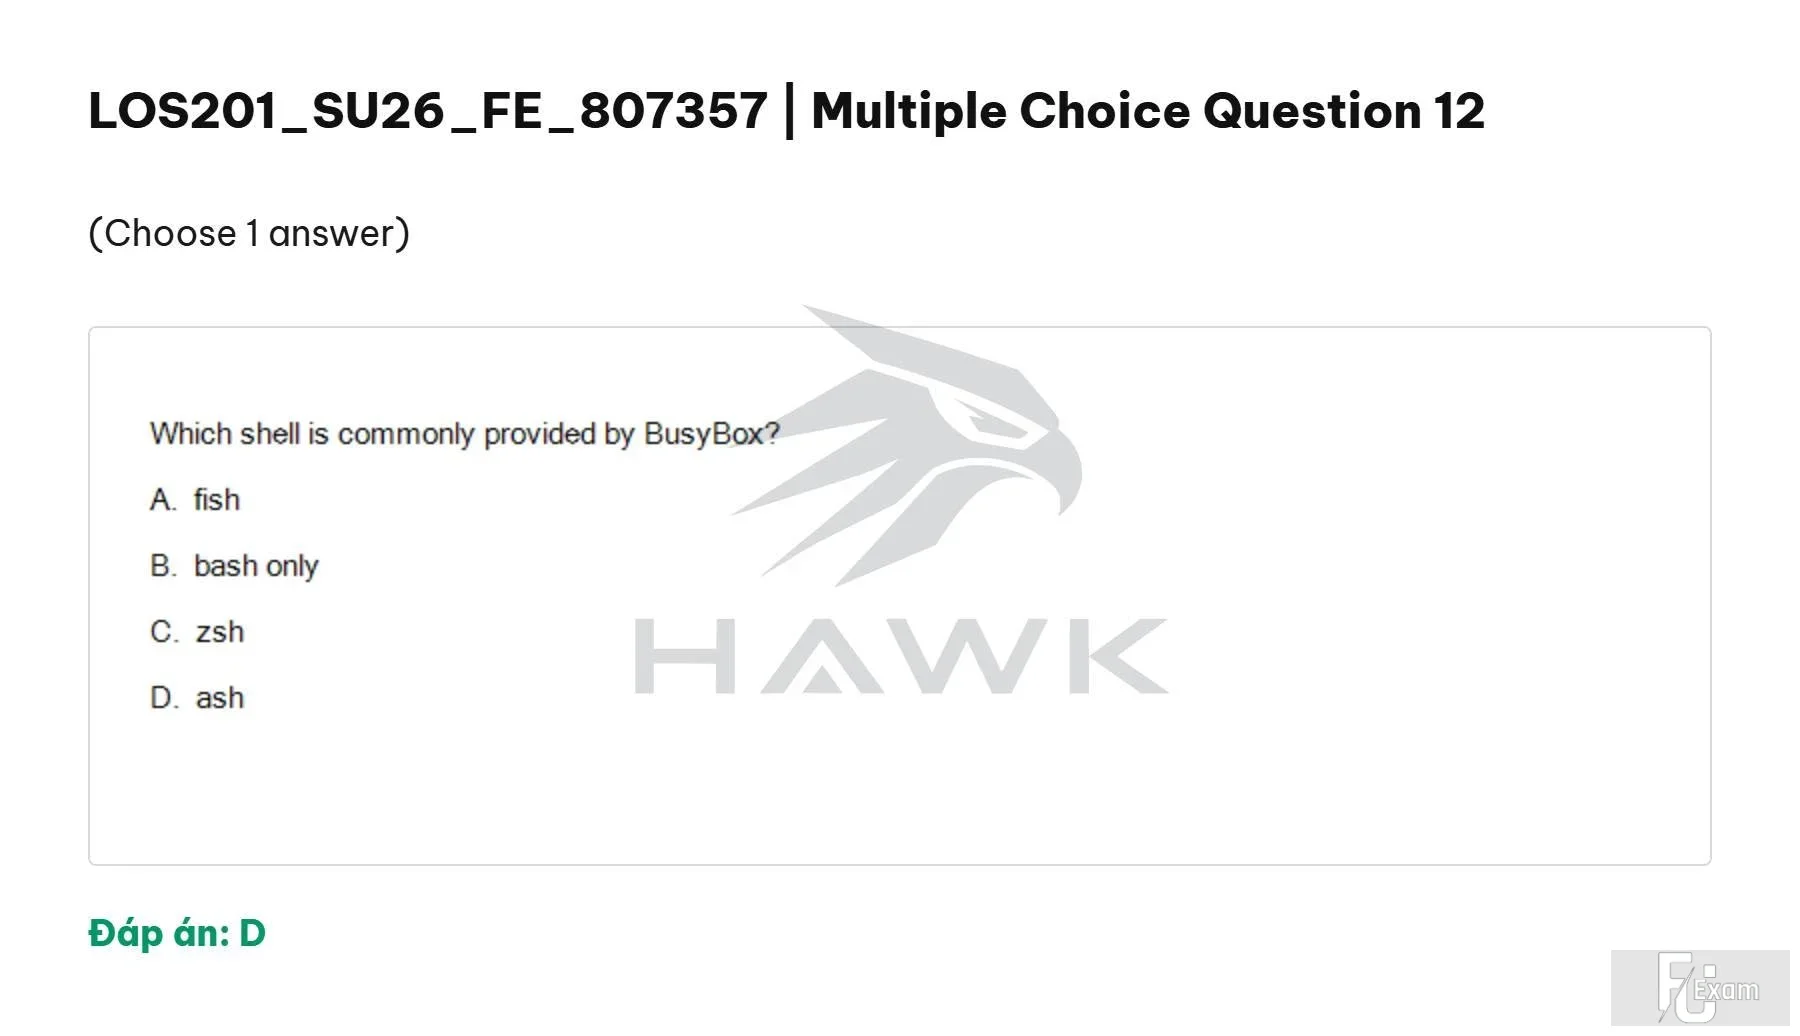 LOS201_SU26_FE_807357 | Multiple Choice Question 12
(Choose 1 answer)
Which shell is commonly provided by BusyBox?
A. fish
B. bash only
C. zsh
D. ash
HAWK
Đáp án: D
FU Exam